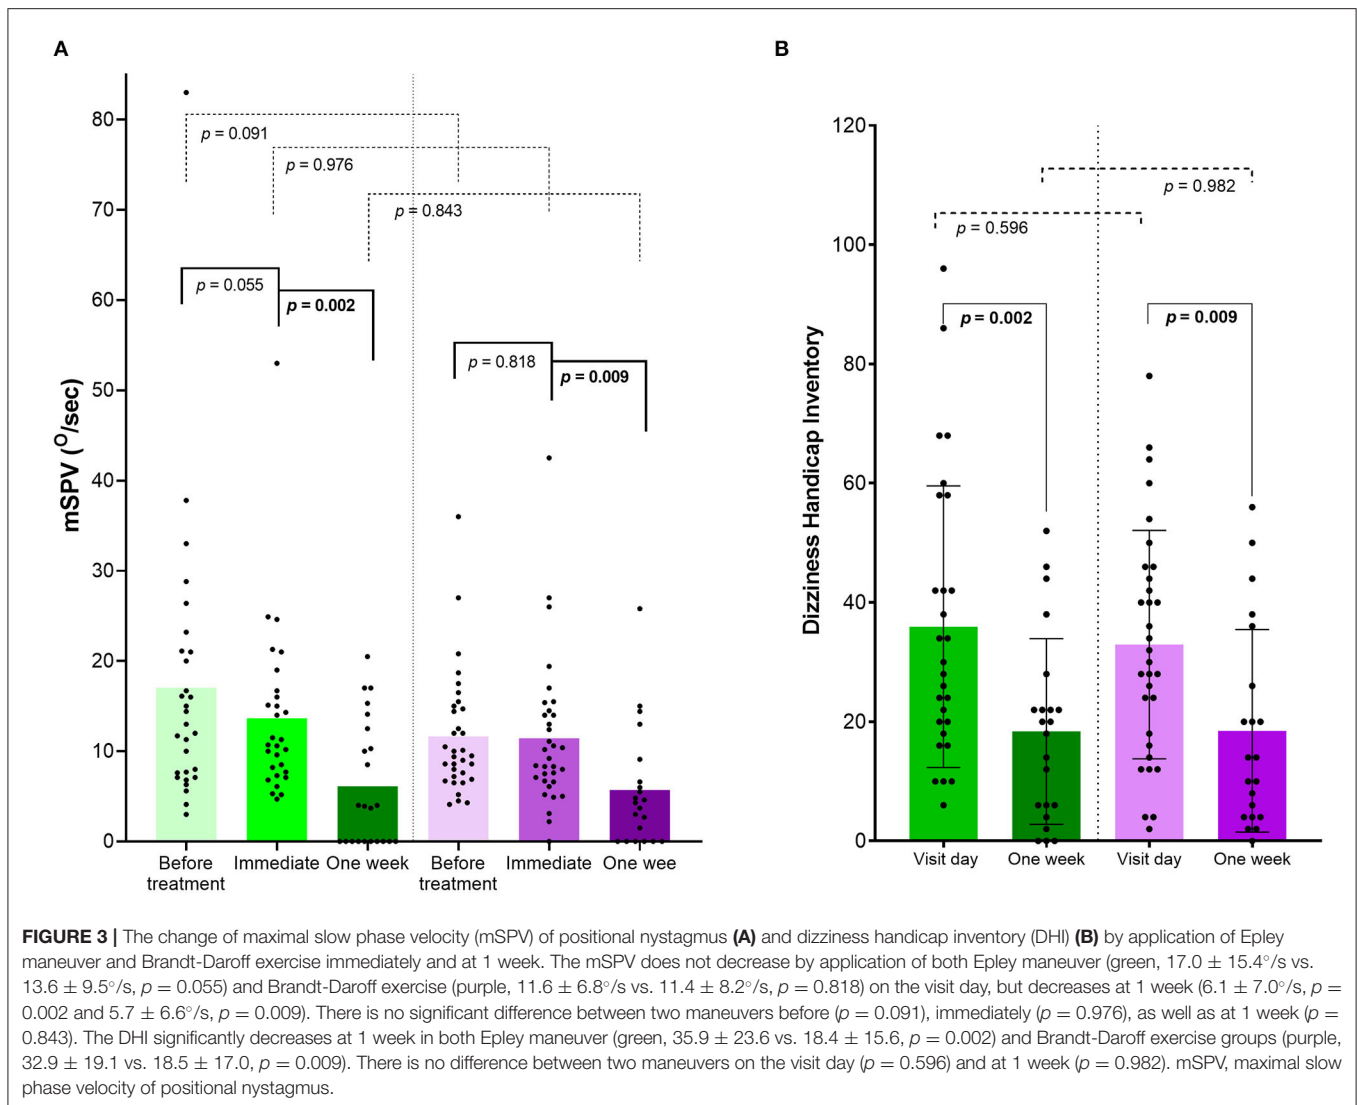 A
B
mSPV (O/sec)
80
70
60
50
40
30
20
10
0
p = 0.091
p = 0.976
p = 0.843
p = 0.055
p = 0.002
p = 0.818
p = 0.009
Before treatment
Immediate
One week
Before treatment
Immediate
One wee
Dizziness Handicap Inventory
120
100
80
60
40
20
0
p = 0.982
p = 0.596
p = 0.002
p = 0.009
Visit day
One week
Visit day
One week
FIGURE 3 | The change of maximal slow phase velocity (mSPV) of positional nystagmus (A) and dizziness handicap inventory (DHI) (B) by application of Epley
maneuver and Brandt-Daroff exercise immediately and at 1 week. The mSPV does not decrease by application of both Epley maneuver (green, 17.0 ± 15.4°/s vs.
13.6 ± 9.5°/s, p = 0.055) and Brandt-Daroff exercise (purple, 11.6 ± 6.8°/s vs. 11.4 ± 8.2°/s, p = 0.818) on the visit day, but decreases at 1 week (6.1 ± 7.0°/s, p =
0.002 and 5.7 ± 6.6°/s, p = 0.009). There is no significant difference between two maneuvers before (p = 0.091), immediately (p = 0.976), as well as at 1 week (p =
0.843). The DHI significantly decreases at 1 week in both Epley maneuver (green, 35.9 ± 23.6 vs. 18.4 ± 15.6, p = 0.002) and Brandt-Daroff exercise groups (purple,
32.9 ± 19.1 vs. 18.5 ± 17.0, p = 0.009). There is no difference between two maneuvers on the visit day (p = 0.596) and at 1 week (p = 0.982). mSPV, maximal slow
phase velocity of positional nystagmus.